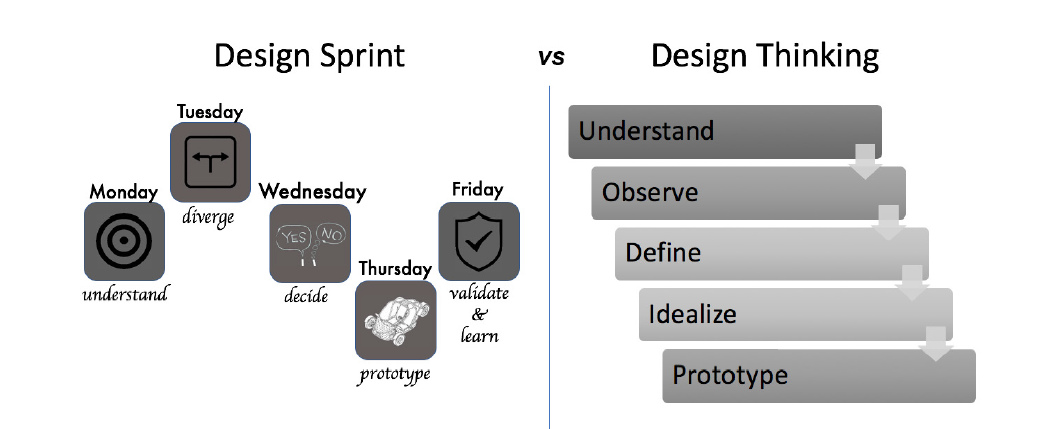 Design Sprint
vs
Design Thinking
Monday
understand
Tuesday
diverge
Wednesday
YES
NO
decide
Thursday
prototype
Friday
validate
&
learn
Understand
Observe
Define
Idealize
Prototype